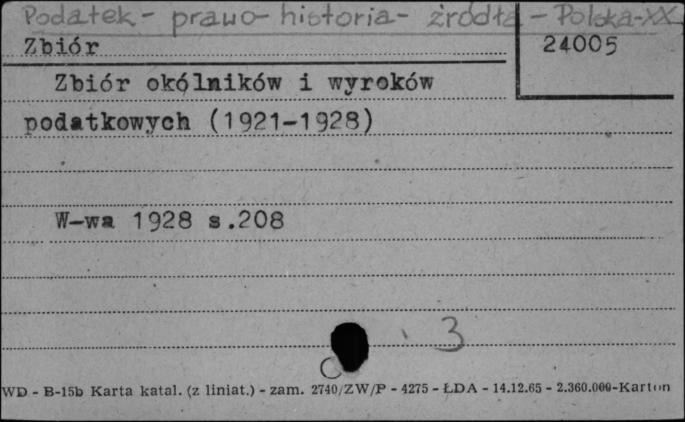 Podatek - prawo - historia - źródła - Polska - XX
Zbiór 24005
Zbiór okólników i wyroków
podatkowych (1921-1928)
W-wa 1928 s.208
3
WD - B-15b Karta katal. (z liniat.) - zam. 2740/ZW/P - 4275 - ŁDA - 14.12.65 - 2.360.000-Karton